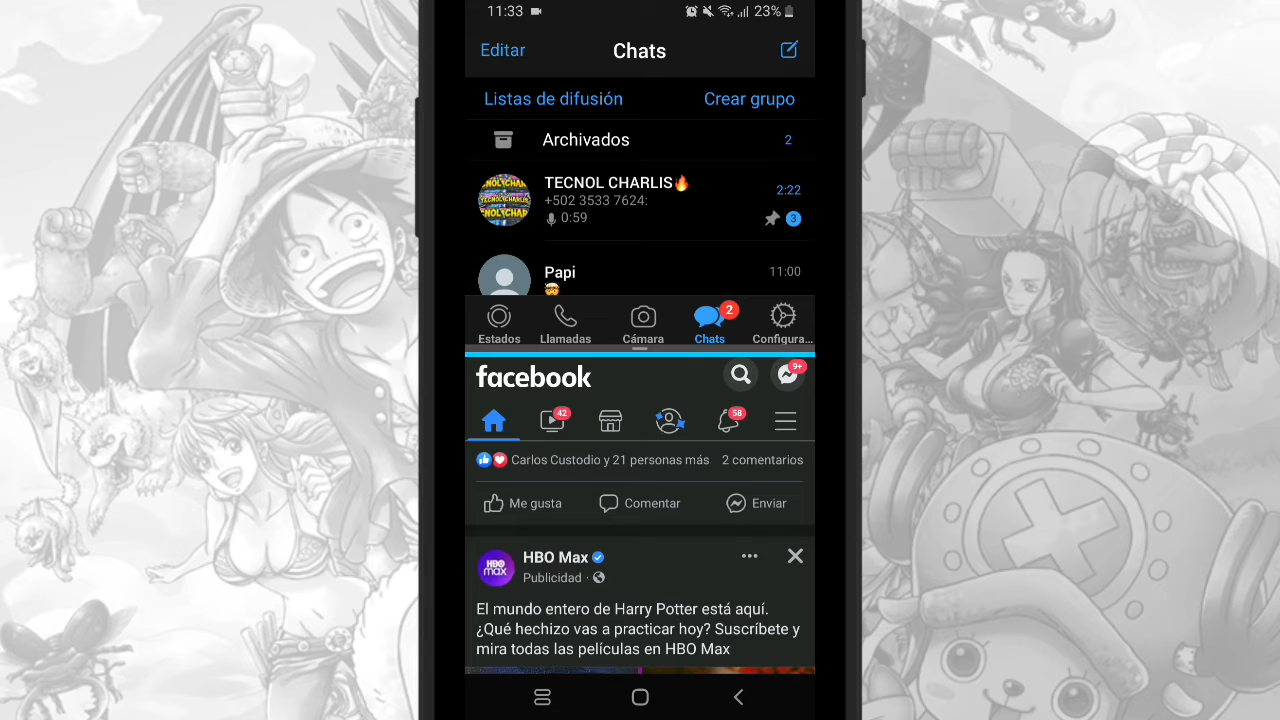 11:33
23%
Editar
Chats
Listas de difusión
Crear grupo
Archivados
2
TECNOL CHARLIS🔥
2:22
+502 3533 7624:
0:59
3
Papi
11:00
🤯
2
Estados
Llamadas
Cámara
Chats
Configura...
facebook
9+
42
58
Carlos Custodio y 21 personas más
2 comentarios
Me gusta
Comentar
Enviar
HBO max
HBO Max
Publicidad ·
El mundo entero de Harry Potter está aquí.
¿Qué hechizo vas a practicar hoy? Suscríbete y
mira todas las películas en HBO Max